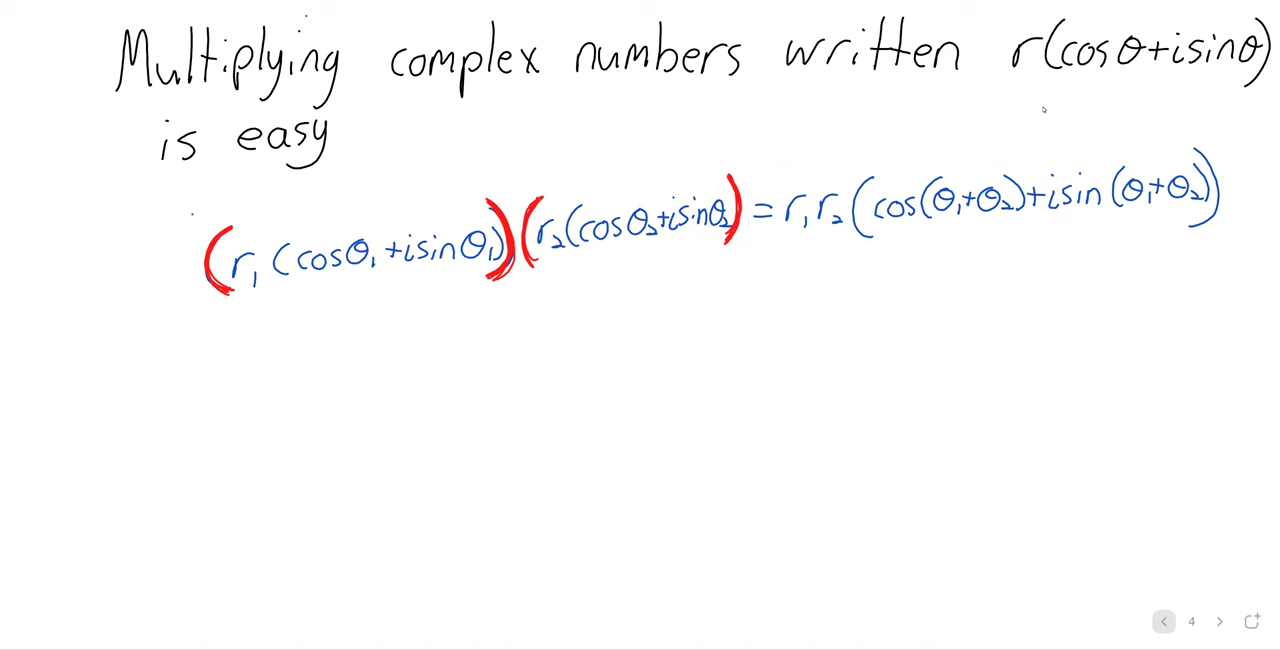 Multiplying complex numbers written r(cosθ+isinθ)
is easy
(r₁(cosθ₁+isinθ₁))(r₂(cosθ₂+isinθ₂)=r₁r₂(cos(θ₁+θ₂)+isin(θ₁+θ₂))
4